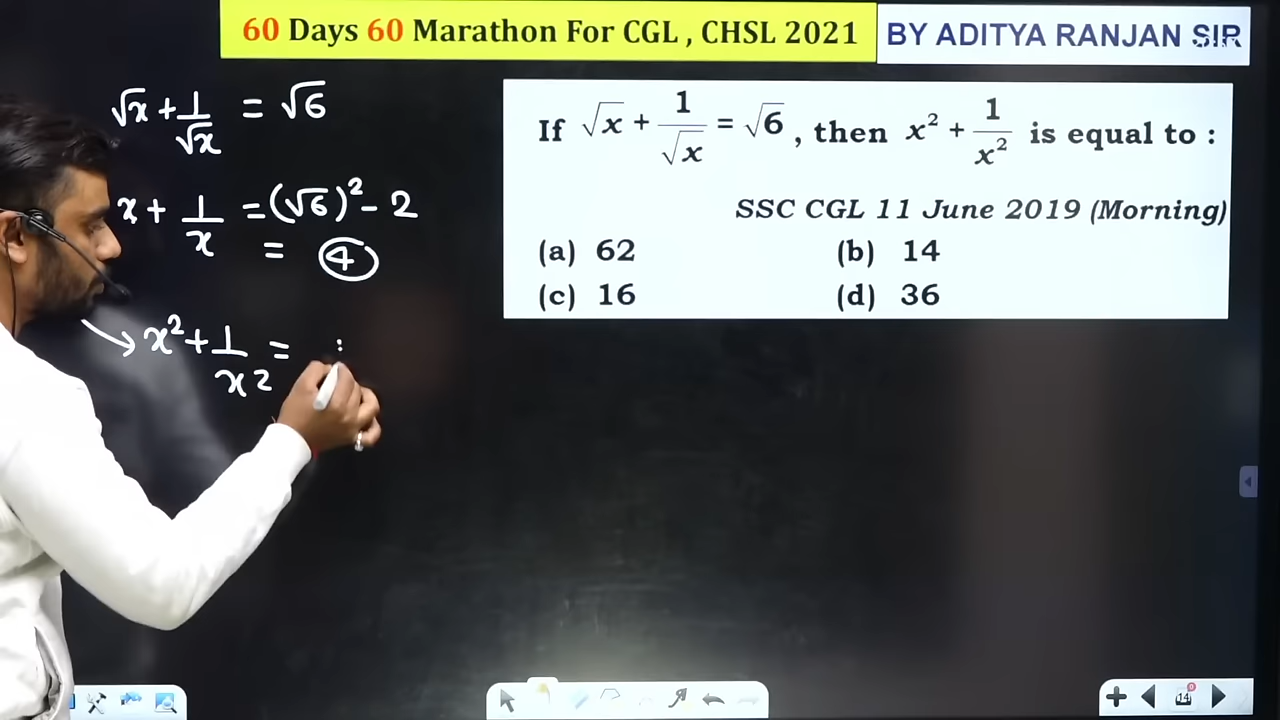 60 Days 60 Marathon For CGL , CHSL 2021
BY ADITYA RANJAN SIR
√x + 1/√x = √6
x + 1/x = (√6)² - 2
= 4
x² + 1/x² =
If √x + 1/√x = √6 , then x² + 1/x² is equal to :
SSC CGL 11 June 2019 (Morning)
(a) 62
(b) 14
(c) 16
(d) 36
14